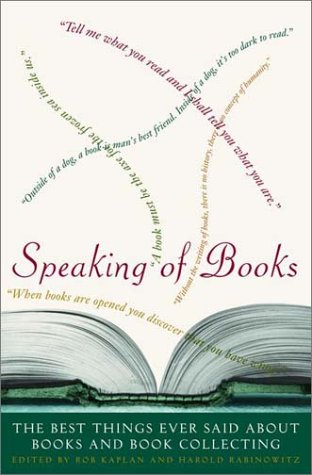 "Tell me what you read and I shall tell you what you are."
"Outside of a dog, a book is man's best friend. Inside of a dog, it's too dark to read."
"A book must be the axe for the frozen sea inside us."
"Without the writing of books, there is no history, there is no concept of humanity."
Speaking of Books
"When books are opened you discover that you have wings."
THE BEST THINGS EVER SAID ABOUT
BOOKS AND BOOK COLLECTING
EDITED BY ROB KAPLAN AND HAROLD RABINOWITZ